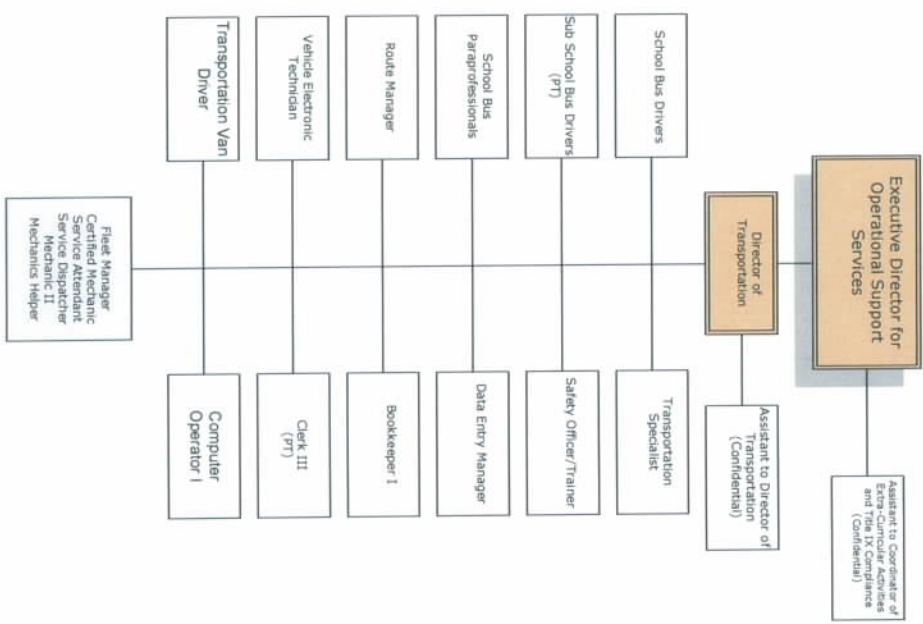 Executive Director for
Operational Support
Services
Assistant to Coordinator of
Extra-Curricular Activities
and Title IX Compliance
(Confidential)
Director of
Transportation
Assistant to Director of
Transportation
(Confidential)
School Bus Drivers
Transportation
Specialist
Sub School Bus Drivers
(PT)
Safety Officer/Trainer
School Bus
Paraprofessionals
Data Entry Manager
Route Manager
Bookkeeper I
Vehicle Electronic
Technician
Clerk III
(PT)
Transportation Van
Driver
Computer
Operator I
Fleet Manager
Certified Mechanic
Service Attendant
Service Dispatcher
Mechanic II
Mechanics Helper